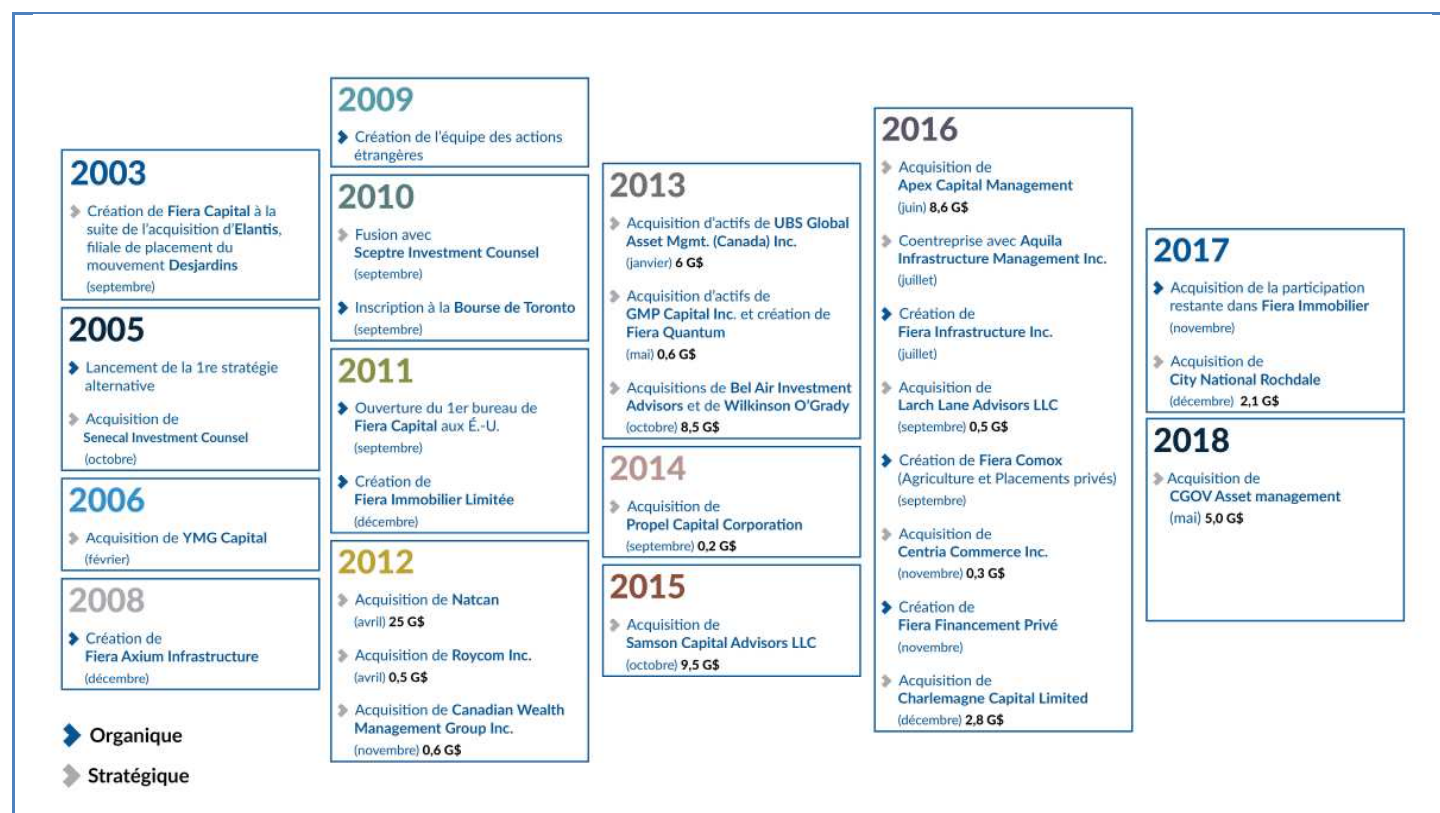 2003
Création de Fiera Capital à la
suite de l'acquisition d'Elantis,
filiale de placement du
mouvement Desjardins
(septembre)
2005
Lancement de la 1re stratégie
alternative
Acquisition de
Senecal Investment Counsel
(octobre)
2006
Acquisition de YMG Capital
(février)
2008
Création de
Fiera Axium Infrastructure
(décembre)
Organique
Stratégique
2009
Création de l'équipe des actions
étrangères
2010
Fusion avec
Sceptre Investment Counsel
(septembre)
Inscription à la Bourse de Toronto
(septembre)
2011
Ouverture du 1er bureau de
Fiera Capital aux É.-U.
(septembre)
Création de
Fiera Immobilier Limitée
(décembre)
2012
Acquisition de Natcan
(avril) 25 G$
Acquisition de Roycom Inc.
(avril) 0,5 G$
Acquisition de Canadian Wealth
Management Group Inc.
(novembre) 0,6 G$
2013
Acquisition d'actifs de UBS Global
Asset Mgmt. (Canada) Inc.
(janvier) 6 G$
Acquisition d'actifs de
GMP Capital Inc. et création de
Fiera Quantum
(mai) 0,6 G$
Acquisitions de Bel Air Investment
Advisors et de Wilkinson O'Grady
(octobre) 8,5 G$
2014
Acquisition de
Propel Capital Corporation
(septembre) 0,2 G$
2015
Acquisition de
Samson Capital Advisors LLC
(octobre) 9,5 G$
2016
Acquisition de
Apex Capital Management
(juin) 8,6 G$
Coentreprise avec Aquila
Infrastructure Management Inc.
(juillet)
Création de
Fiera Infrastructure Inc.
(juillet)
Acquisition de
Larch Lane Advisors LLC
(septembre) 0,5 G$
Création de Fiera Comox
(Agriculture et Placements privés)
(septembre)
Acquisition de
Centria Commerce Inc.
(novembre) 0,3 G$
Création de
Fiera Financement Privé
(novembre)
Acquisition de
Charlemagne Capital Limited
(décembre) 2,8 G$
2017
Acquisition de la participation
restante dans Fiera Immobilier
(novembre)
Acquisition de
City National Rochdale
(décembre) 2,1 G$
2018
Acquisition de
CGOV Asset management
(mai) 5,0 G$